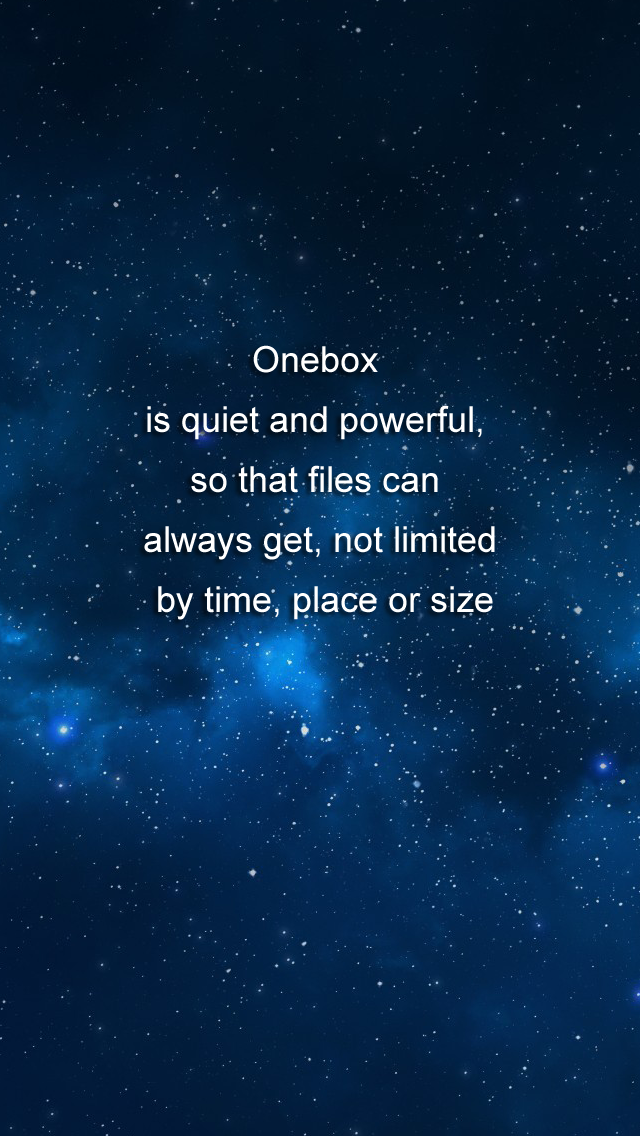 Onebox
is quiet and powerful,
so that files can
always get, not limited
by time, place or size